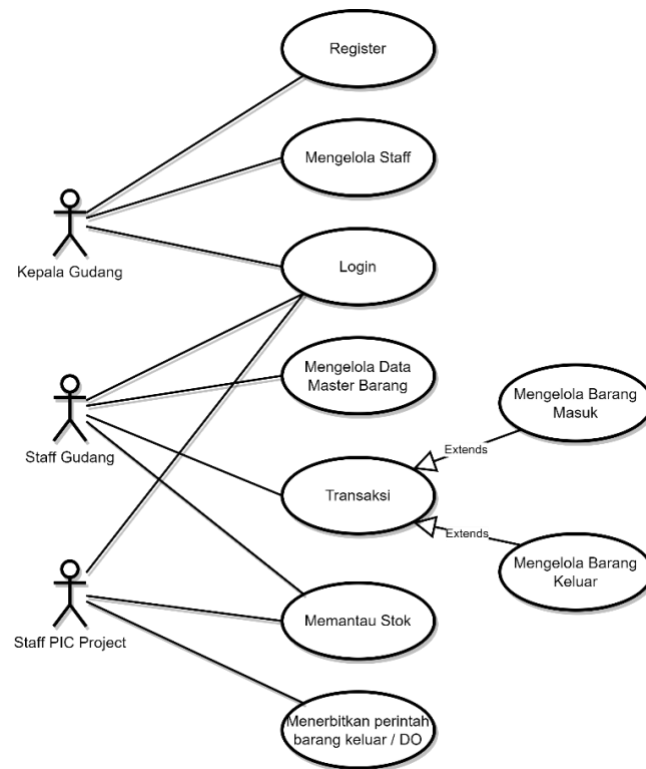 Register
Mengelola Staff
Kepala Gudang
Login
Mengelola Data
Master Barang
Mengelola Barang
Masuk
Staff Gudang
Extends
Transaksi
Extends
Mengelola Barang
Keluar
Staff PIC Project
Memantau Stok
Menerbitkan perintah
barang keluar / DO